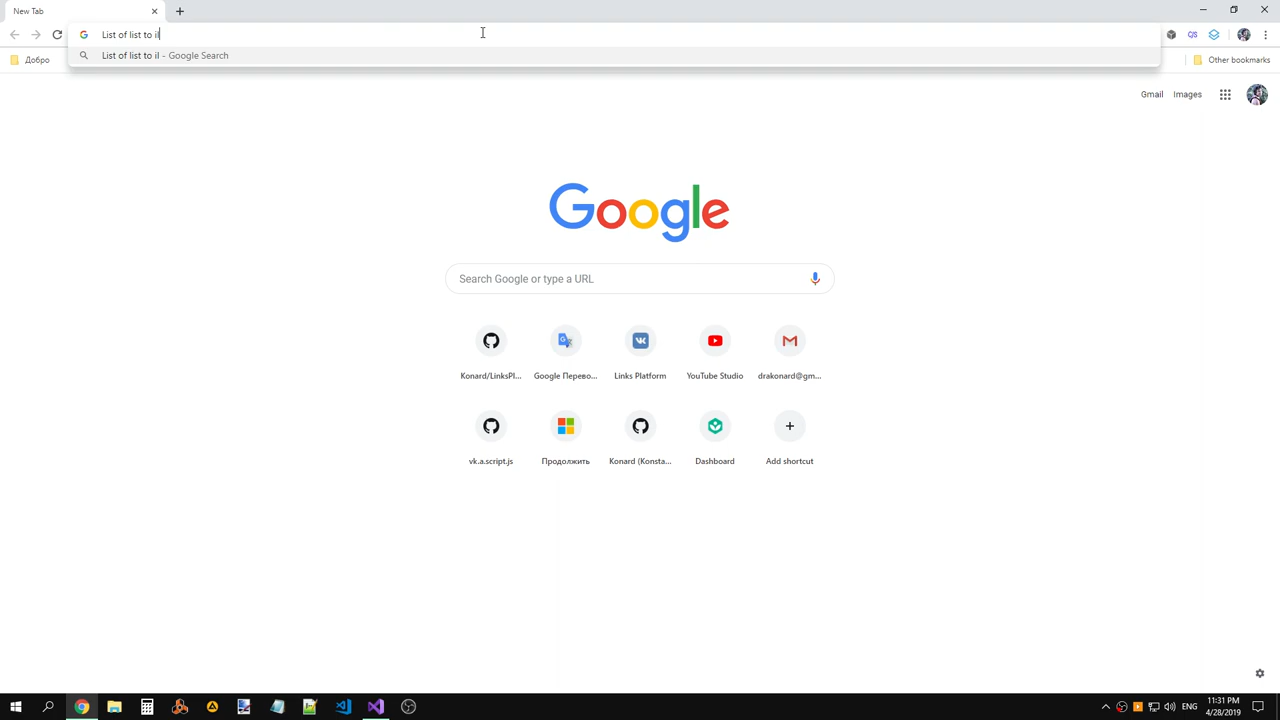 New Tab
List of list to il
List of list to il - Google Search
Добро
Other bookmarks
Gmail
Images
Google
Search Google or type a URL
Konard/LinksPl...
Google Перево...
Links Platform
YouTube Studio
drakonard@gm...
vk.a.script.js
Продолжить
Konard (Konsta...
Dashboard
Add shortcut
ENG
11:31 PM
4/28/2019